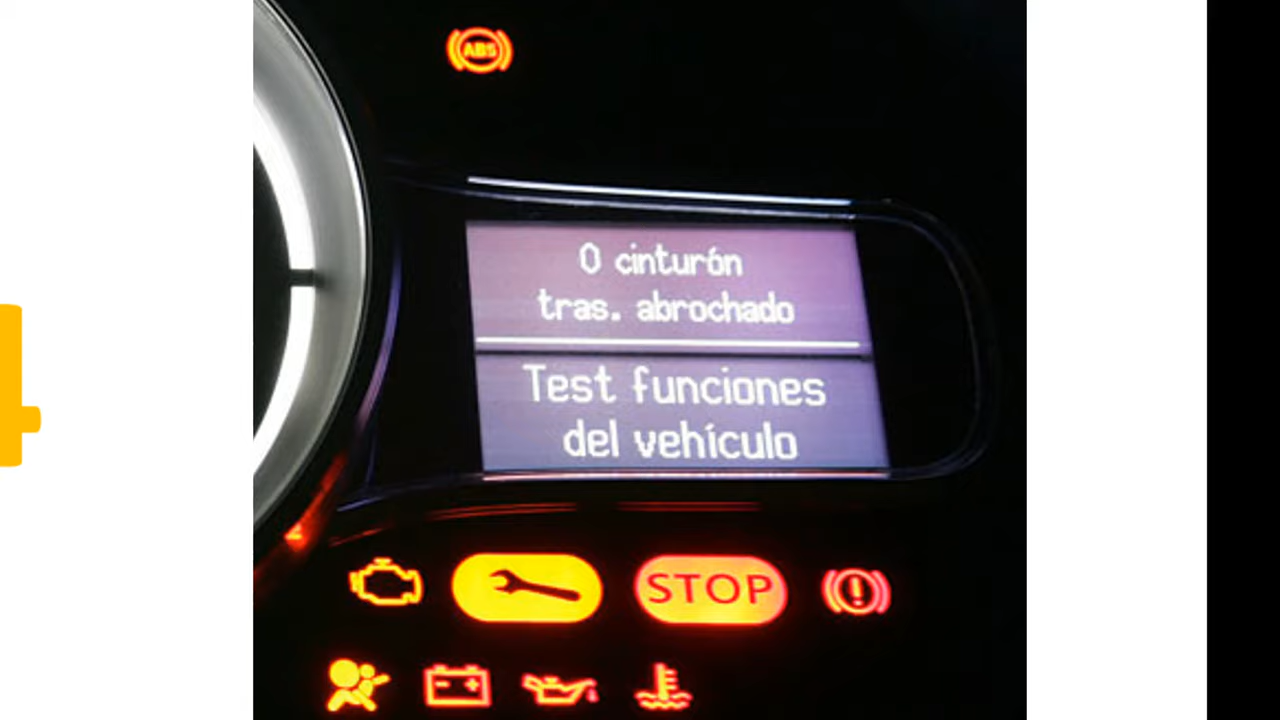 ABS
0 cinturón
tras. abrochado
Test funciones
del vehículo
STOP